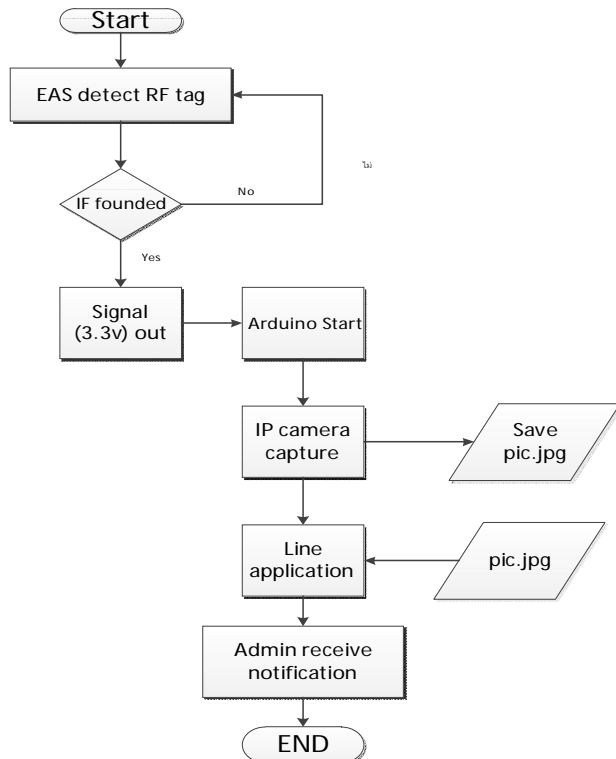 Start
EAS detect RF tag
ไม่
No
IF founded
Yes
Signal
(3.3v) out
Arduino Start
IP camera
capture
Save
pic.jpg
Line
application
pic.jpg
Admin receive
notification
END